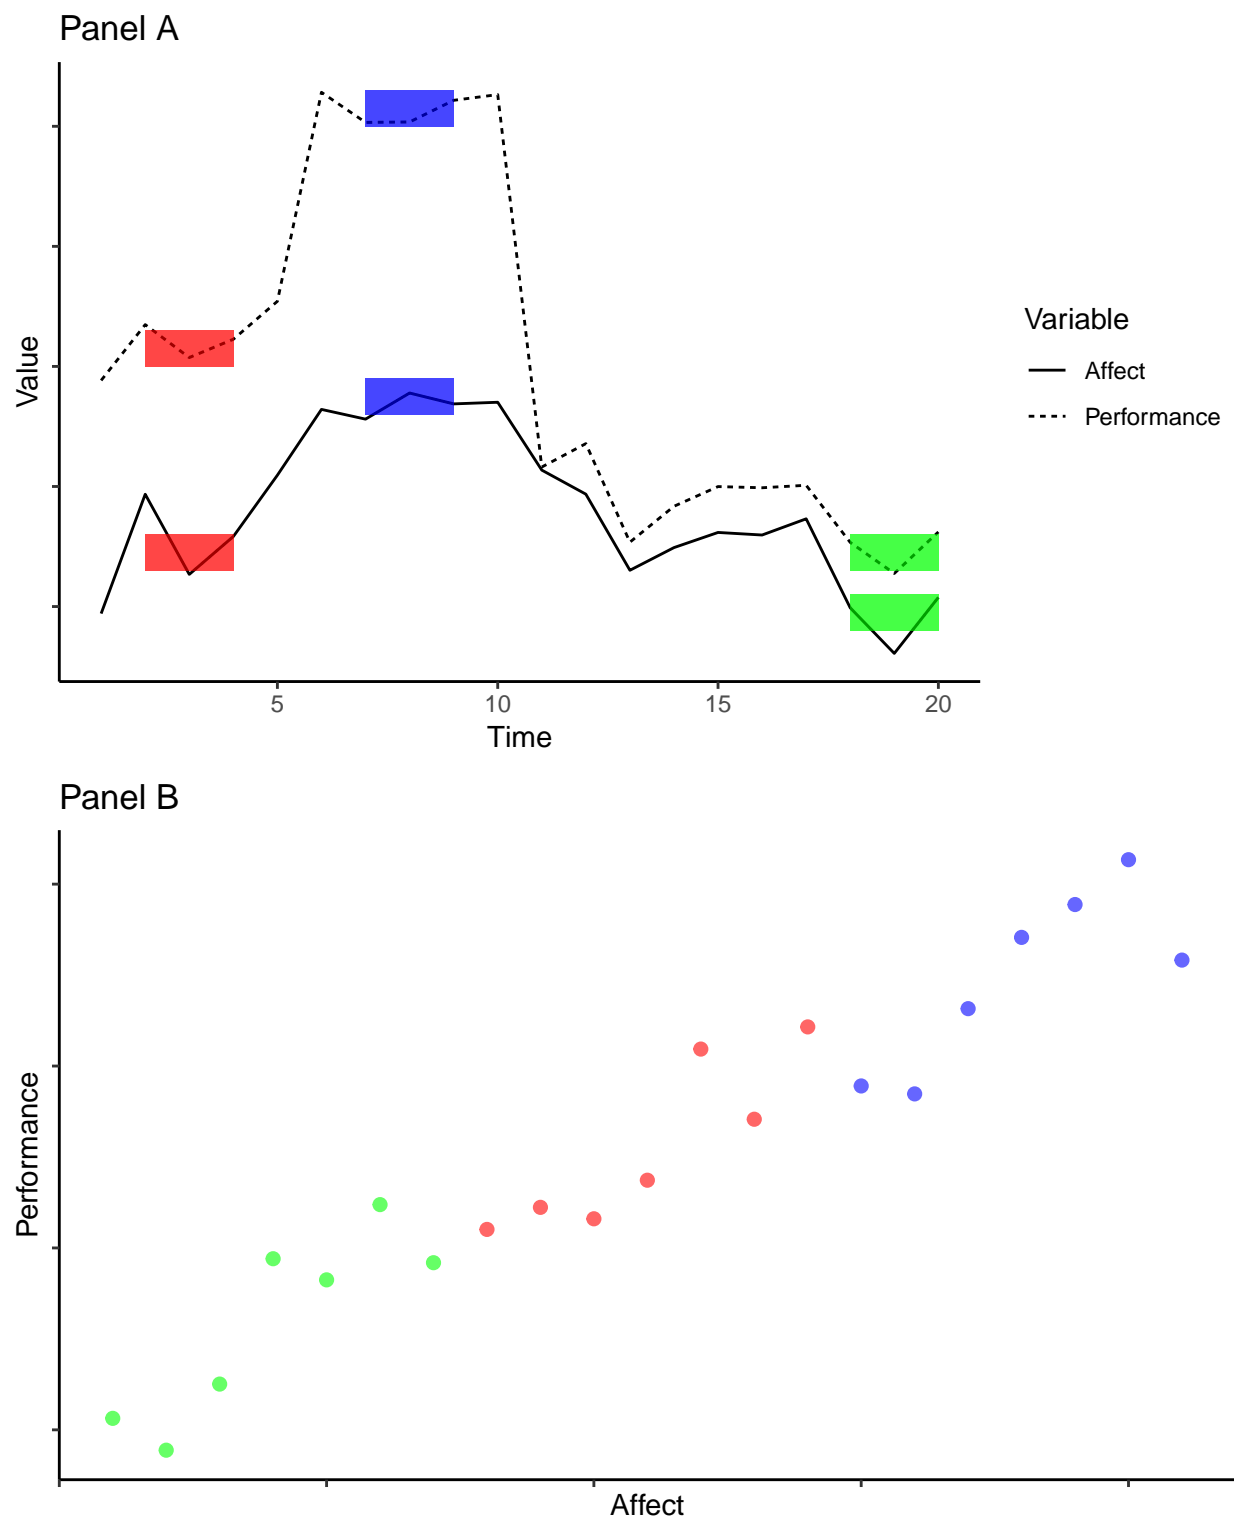 Panel A
Value
Variable
Affect
Performance
5 10 15 20
Time
Panel B
Performance
Affect